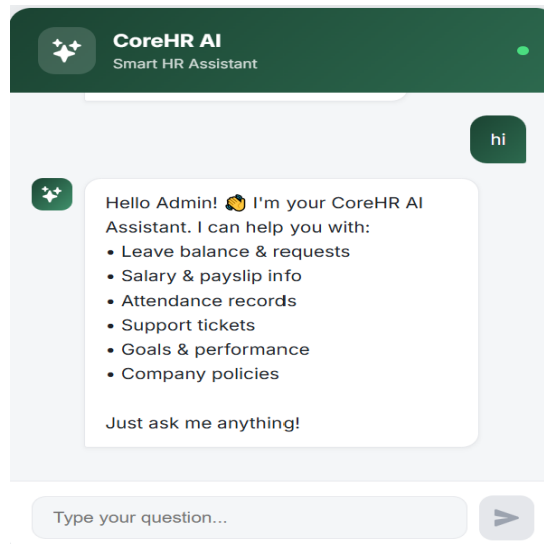 CoreHR AI
Smart HR Assistant
hi
Hello Admin! 👏 I'm your CoreHR AI
Assistant. I can help you with:
• Leave balance & requests
• Salary & payslip info
• Attendance records
• Support tickets
• Goals & performance
• Company policies
Just ask me anything!
Type your question...